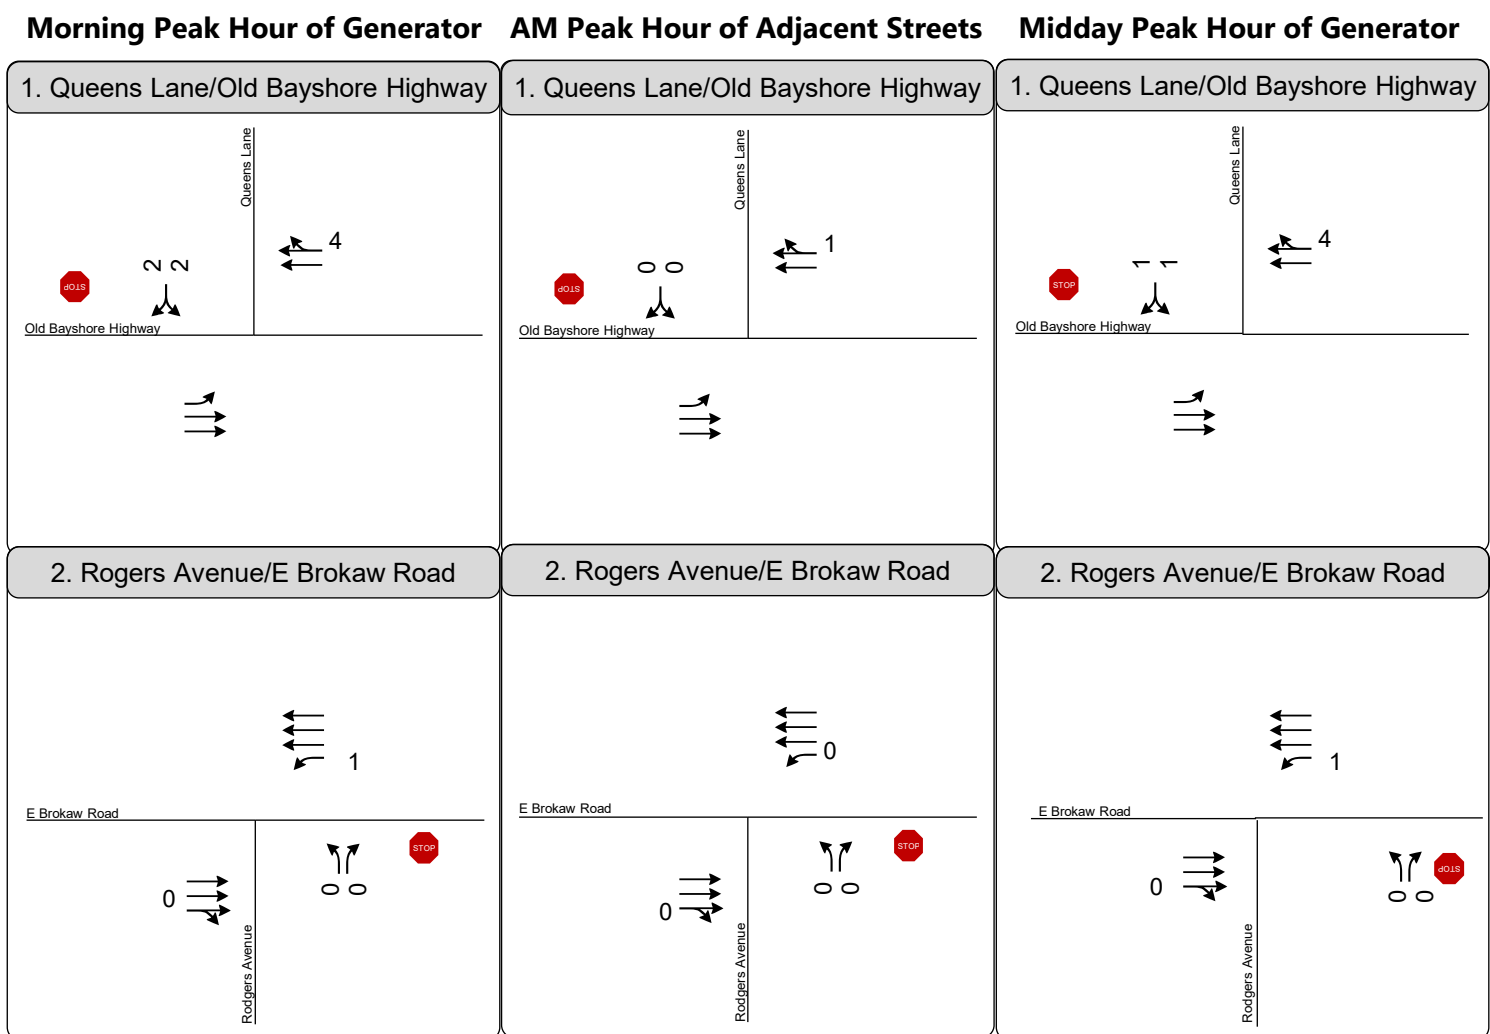 Morning Peak Hour of Generator
AM Peak Hour of Adjacent Streets
Midday Peak Hour of Generator
1. Queens Lane/Old Bayshore Highway
Queens Lane
4
2 2
STOP
Old Bayshore Highway
1. Queens Lane/Old Bayshore Highway
Queens Lane
1
0 0
STOP
Old Bayshore Highway
1. Queens Lane/Old Bayshore Highway
Queens Lane
4
1 1
STOP
Old Bayshore Highway
2. Rogers Avenue/E Brokaw Road
1
E Brokaw Road
STOP
0
0 0
Rodgers Avenue
2. Rogers Avenue/E Brokaw Road
0
E Brokaw Road
STOP
0
0 0
Rodgers Avenue
2. Rogers Avenue/E Brokaw Road
1
E Brokaw Road
STOP
0
0 0
Rodgers Avenue